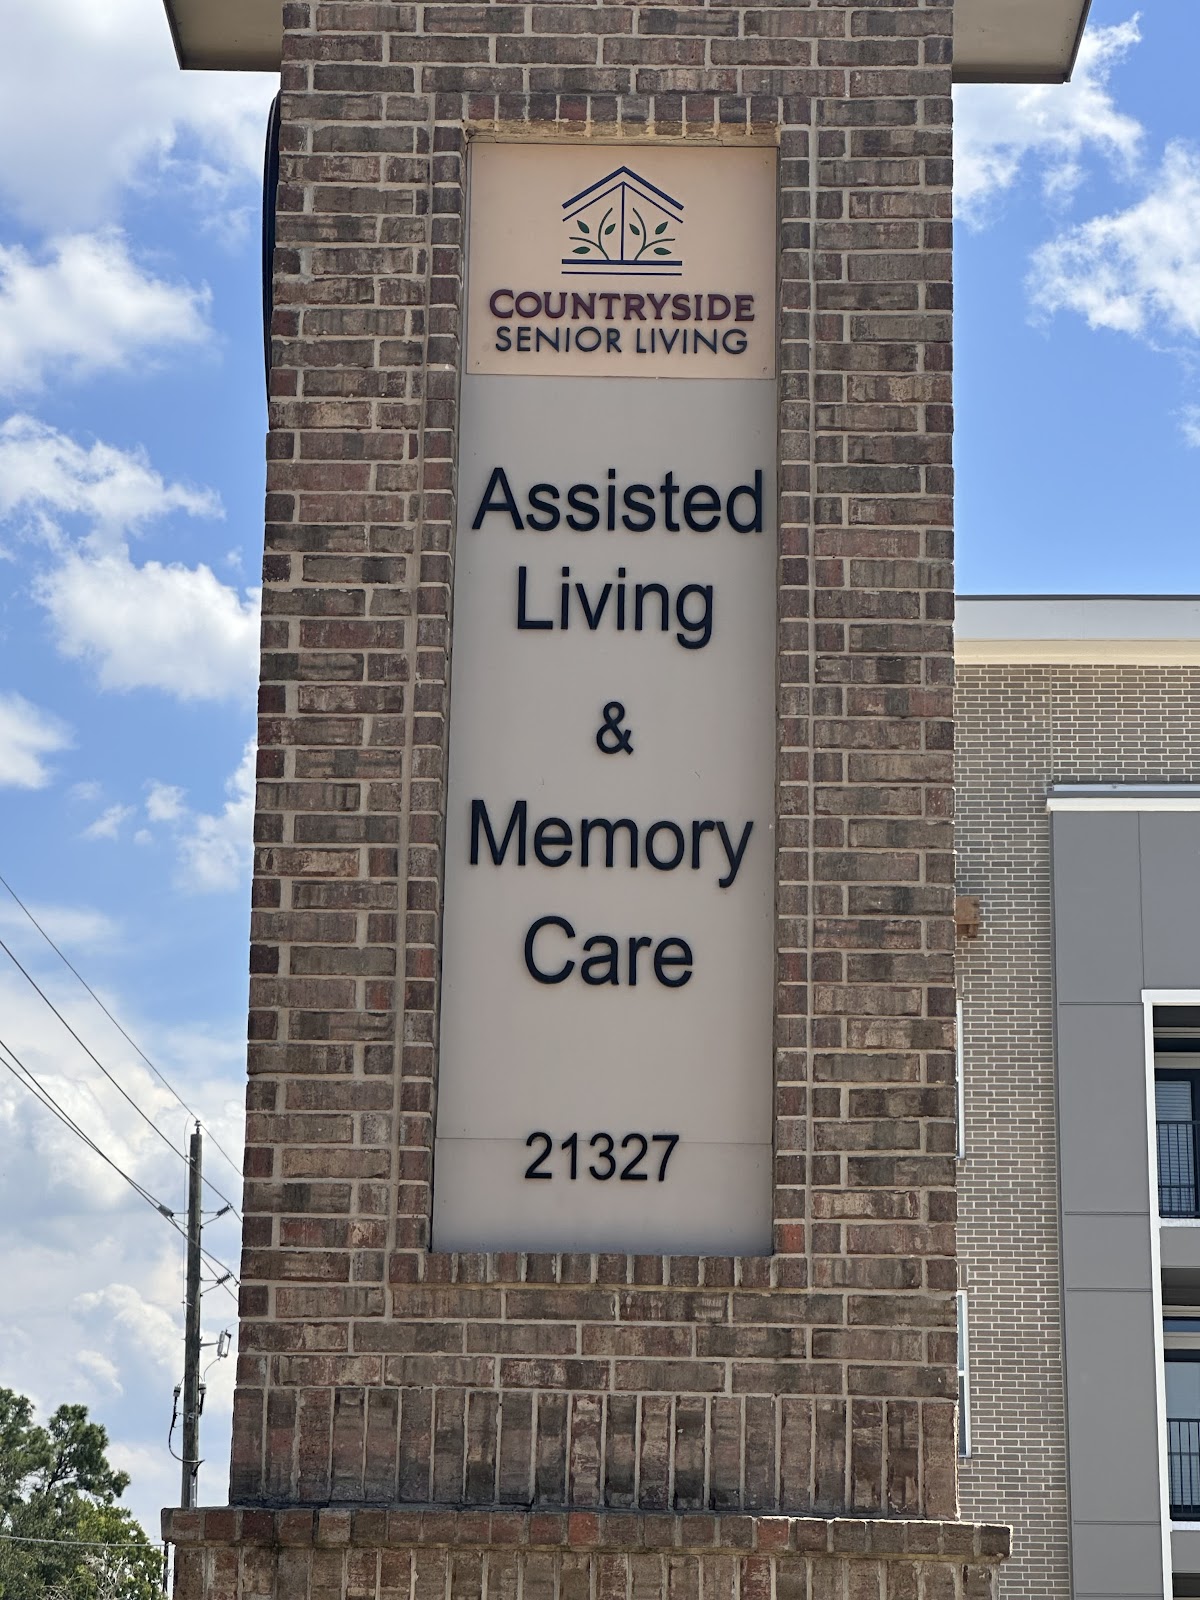 COUNTRYSIDE
SENIOR LIVING
Assisted
Living
&
Memory
Care
21327